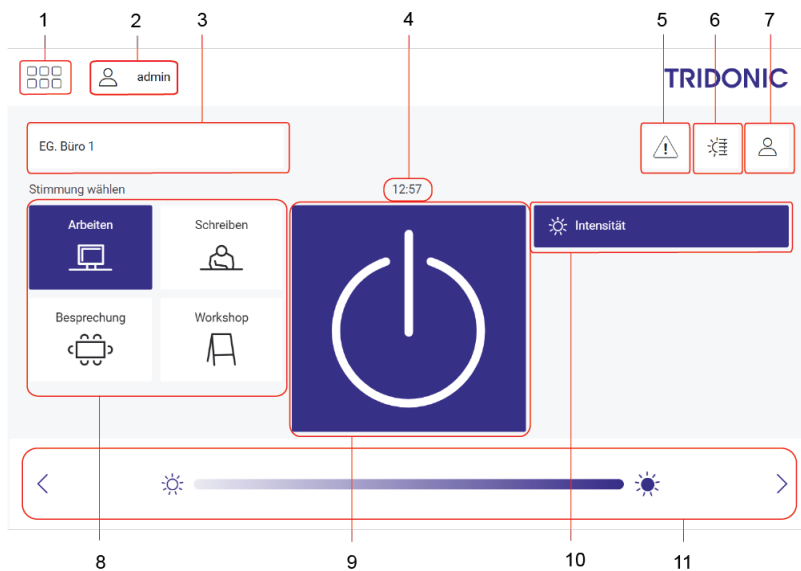 1 2 3 4 5 6 7
admin
TRIDONIC
EG. Büro 1
Stimmung wählen
12:57
Arbeiten Schreiben
Intensität
Besprechung Workshop
8 9 10 11